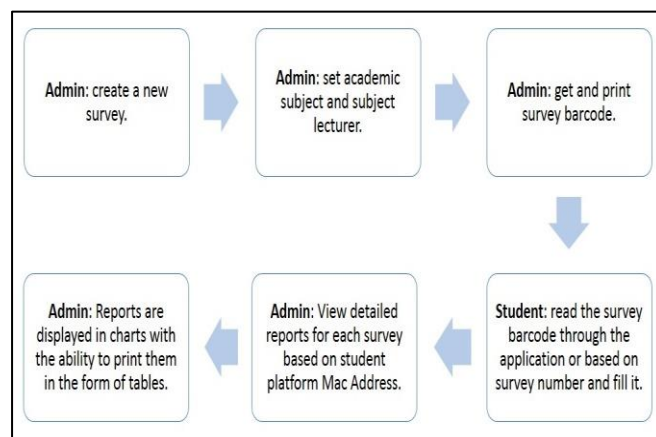 Admin: create a new
survey.
Admin: set academic
subject and subject
lecturer.
Admin: get and print
survey barcode.
Student: read the survey
barcode through the
application or based on
survey number and fill it.
Admin: View detailed
reports for each survey
based on student
platform Mac Address.
Admin: Reports are
displayed in charts with
the ability to print them
in the form of tables.